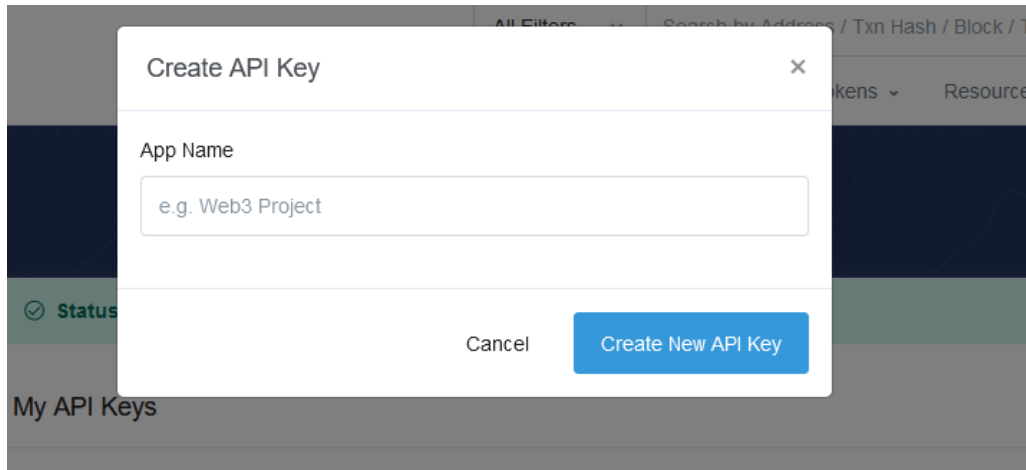 All Filters Search by Address / Txn Hash / Block /
Create API Key
Resource
App Name
e.g. Web3 Project
Status
Cancel Create New API Key
My API Keys